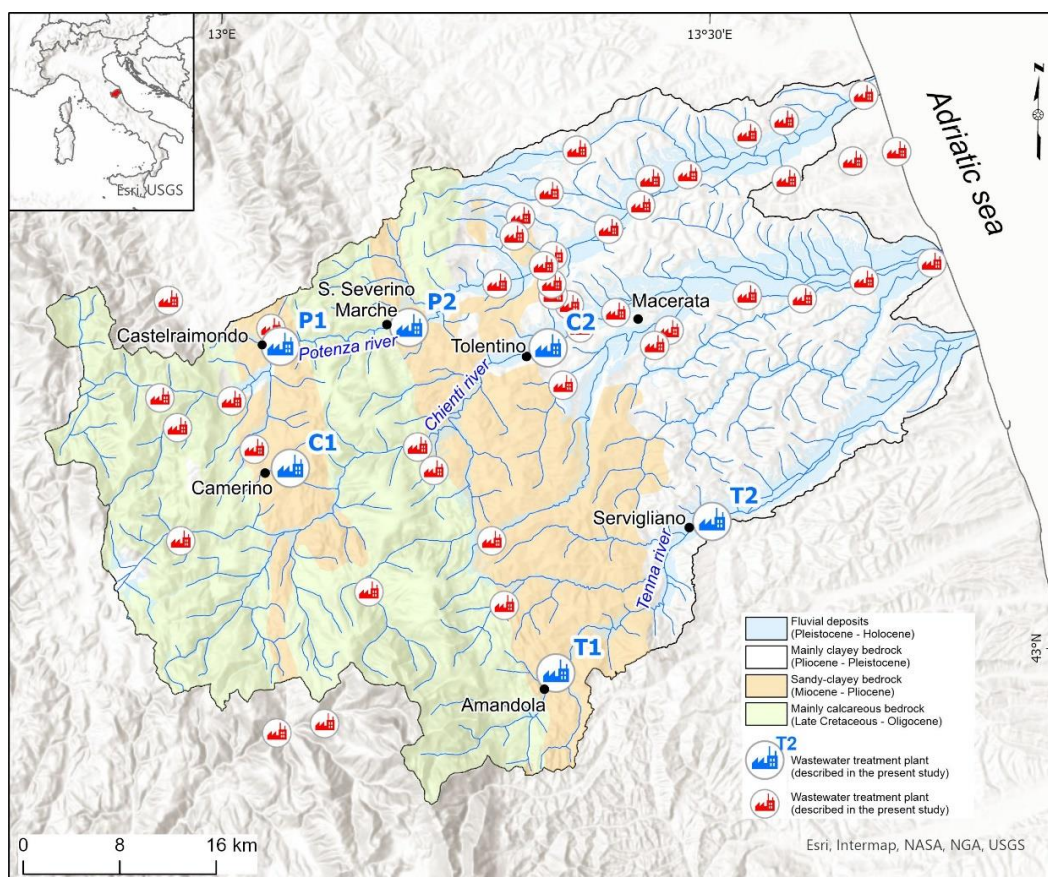 13°E
13°30'E
Esri, USGS
z
Adriatic sea
S. Severino
Marche
P2
Macerata
P1
Castelraimondo
Potenza river
C2
Tolentino
Chienti river
C1
Camerino
T2
Servigliano
Tenna river
T1
Amandola
43°N
Fluvial deposits
(Pleistocene - Holocene)
Mainly clayey bedrock
(Pliocene - Pleistocene)
Sandy-clayey bedrock
(Miocene - Pliocene)
Mainly calcareous bedrock
(Late Cretaceous - Oligocene)
T2
Wastewater treatment plant
(described in the present study)
Wastewater treatment plant
(described in the present study)
0 8 16 km
Esri, Intermap, NASA, NGA, USGS